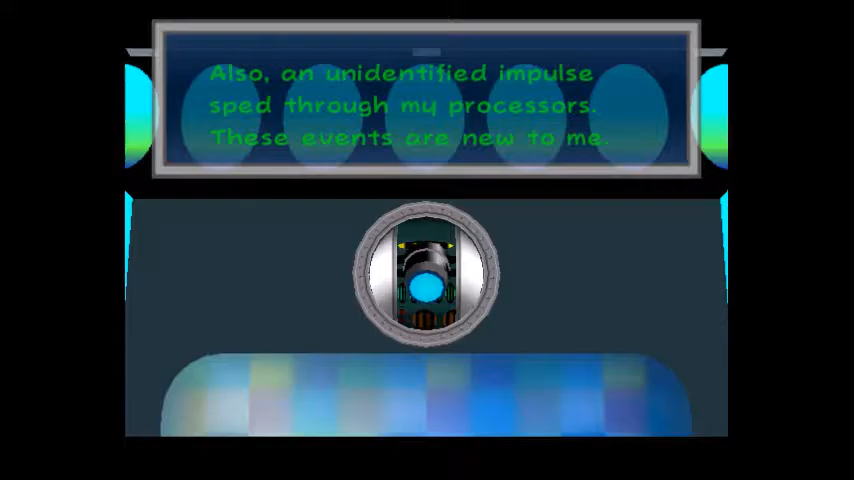 Also, an unidentified impulse
sped through my processors.
These events are new to me.